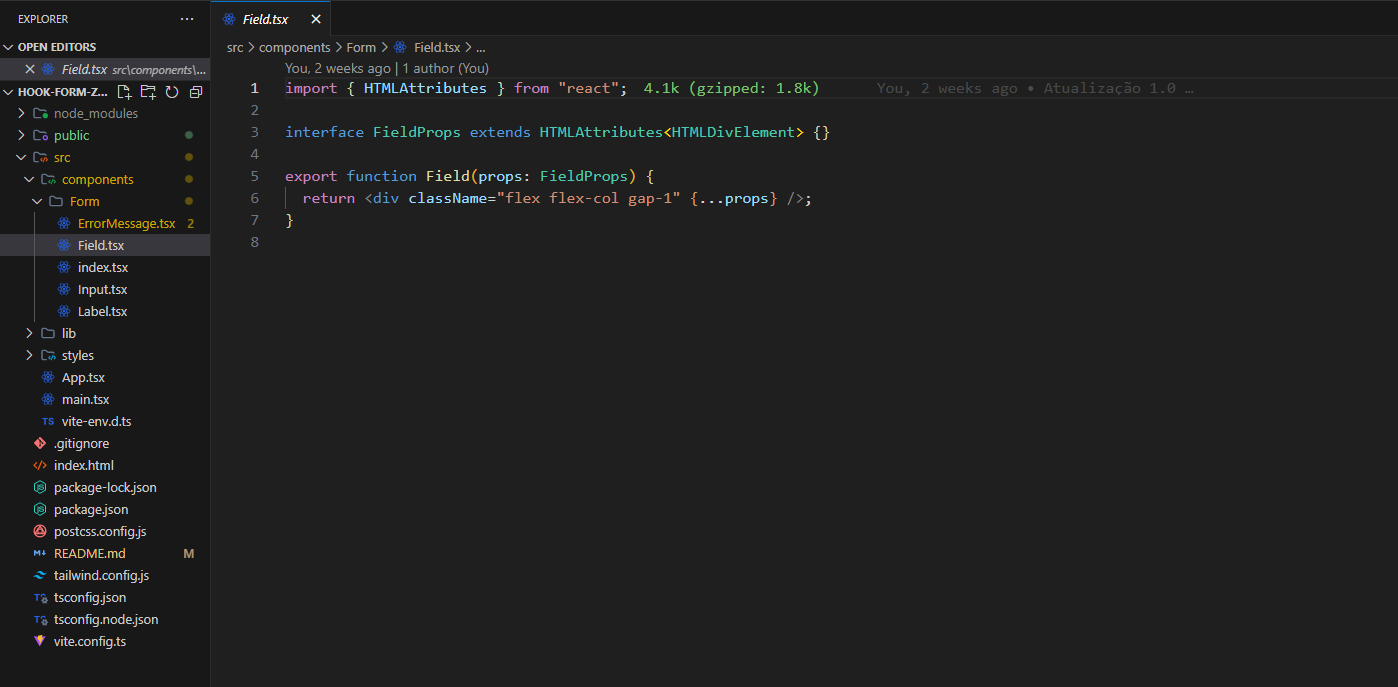 EXPLORER
OPEN EDITORS
Field.tsx src\components\...
HOOK-FORM-Z...
node_modules
public
src
components
Form
ErrorMessage.tsx 2
Field.tsx
index.tsx
Input.tsx
Label.tsx
lib
styles
App.tsx
main.tsx
TS vite-env.d.ts
.gitignore
index.html
package-lock.json
package.json
postcss.config.js
README.md M
tailwind.config.js
tsconfig.json
tsconfig.node.json
vite.config.ts
Field.tsx
src > components > Form > Field.tsx > ...
You, 2 weeks ago | 1 author (You)
1 import { HTMLAttributes } from "react"; 4.1k (gzipped: 1.8k) You, 2 weeks ago • Atualização 1.0 …
2
3 interface FieldProps extends HTMLAttributes<HTMLDivElement> {}
4
5 export function Field(props: FieldProps) {
6 return <div className="flex flex-col gap-1" {...props} />;
7 }
8